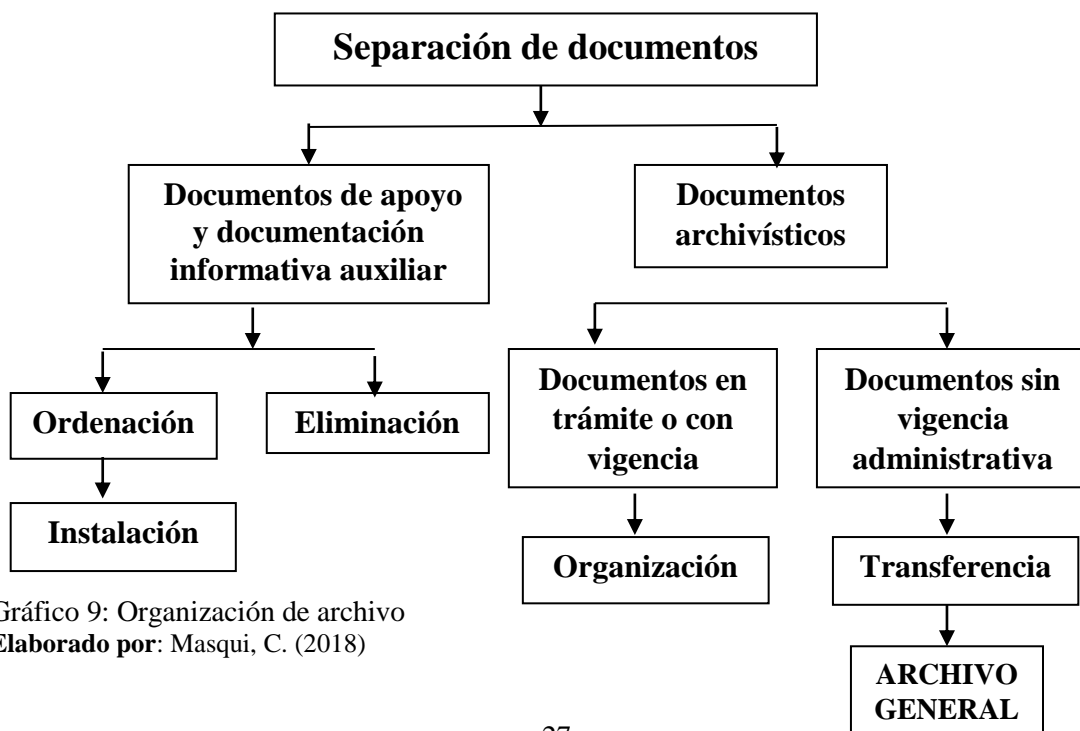 Separación de documentos
Documentos de apoyo
y documentación
informativa auxiliar
Documentos
archivísticos
Ordenación
Eliminación
Documentos en
trámite o con
vigencia
Documentos sin
vigencia
administrativa
Instalación
Organización
Transferencia
Gráfico 9: Organización de archivo
Elaborado por: Masqui, C. (2018)
ARCHIVO
GENERAL
27